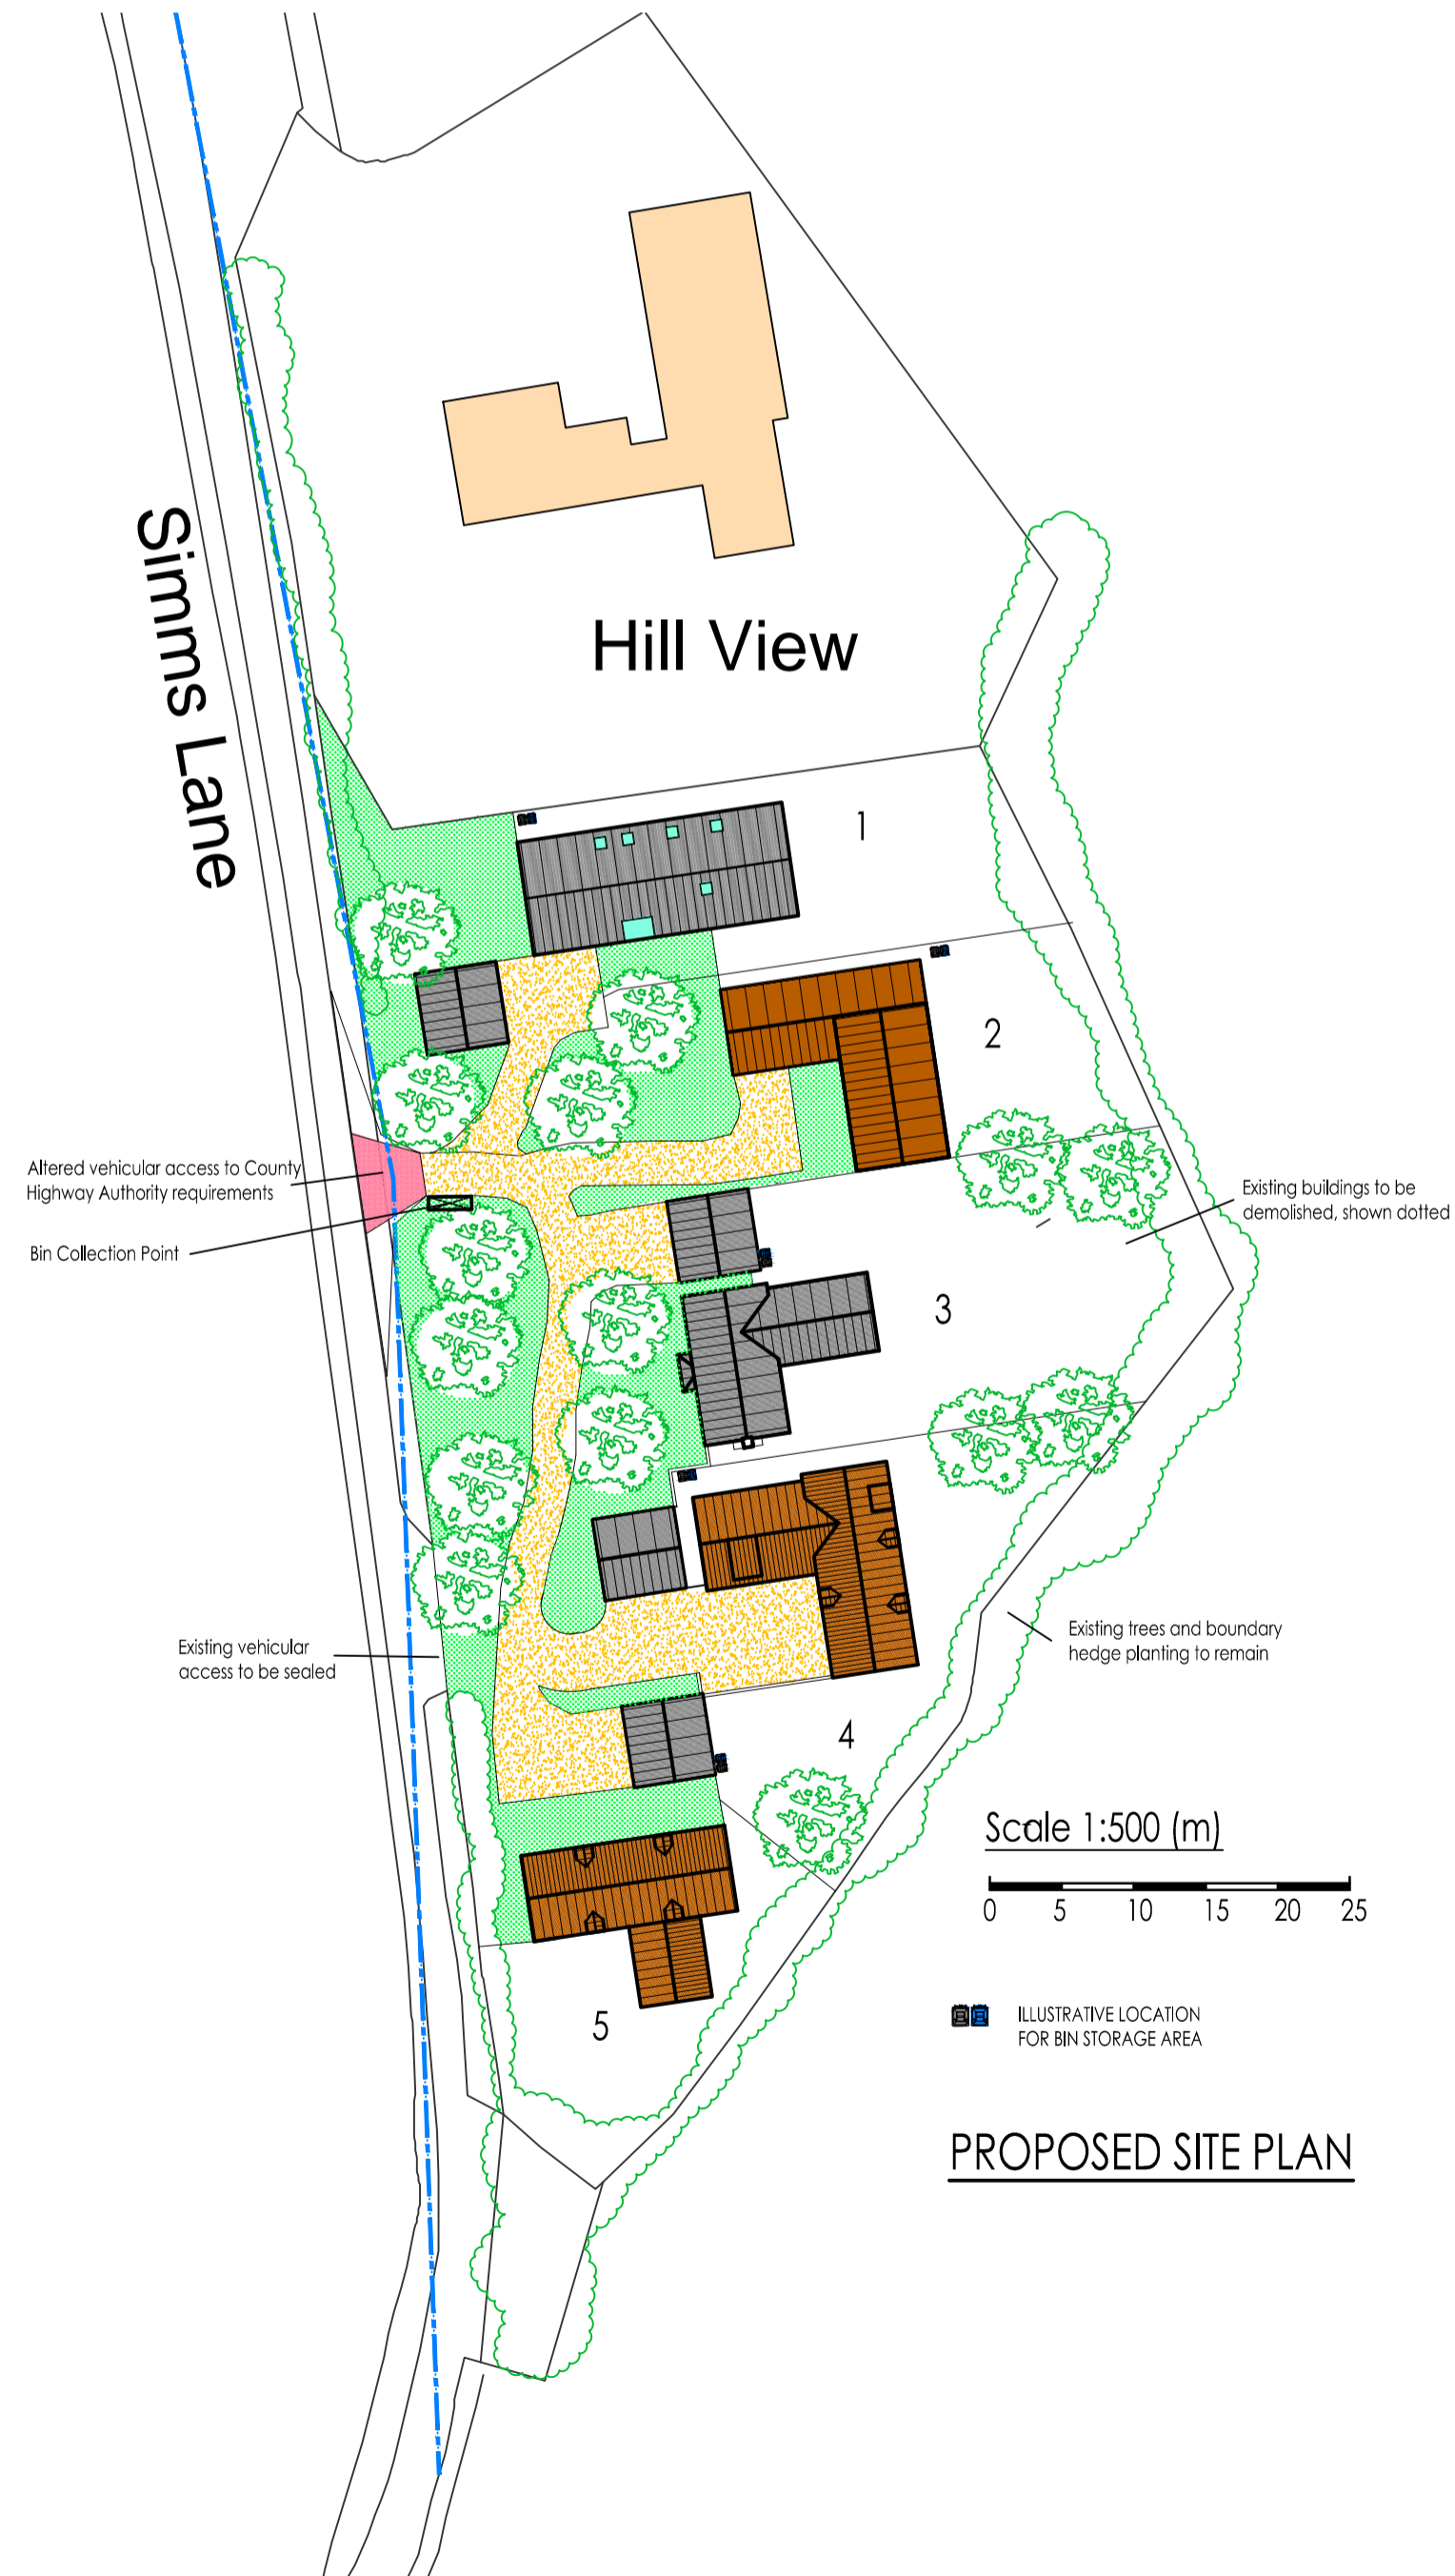 Simms Lane
Hill View
1
2
Altered vehicular access to County
Highway Authority requirements
Bin Collection Point
Existing buildings to be
demolished, shown dotted
3
Existing vehicular
access to be sealed
Existing trees and boundary
hedge planting to remain
4
5
Scale 1:500 (m)
0 5 10 15 20 25
ILLUSTRATIVE LOCATION
FOR BIN STORAGE AREA
PROPOSED SITE PLAN